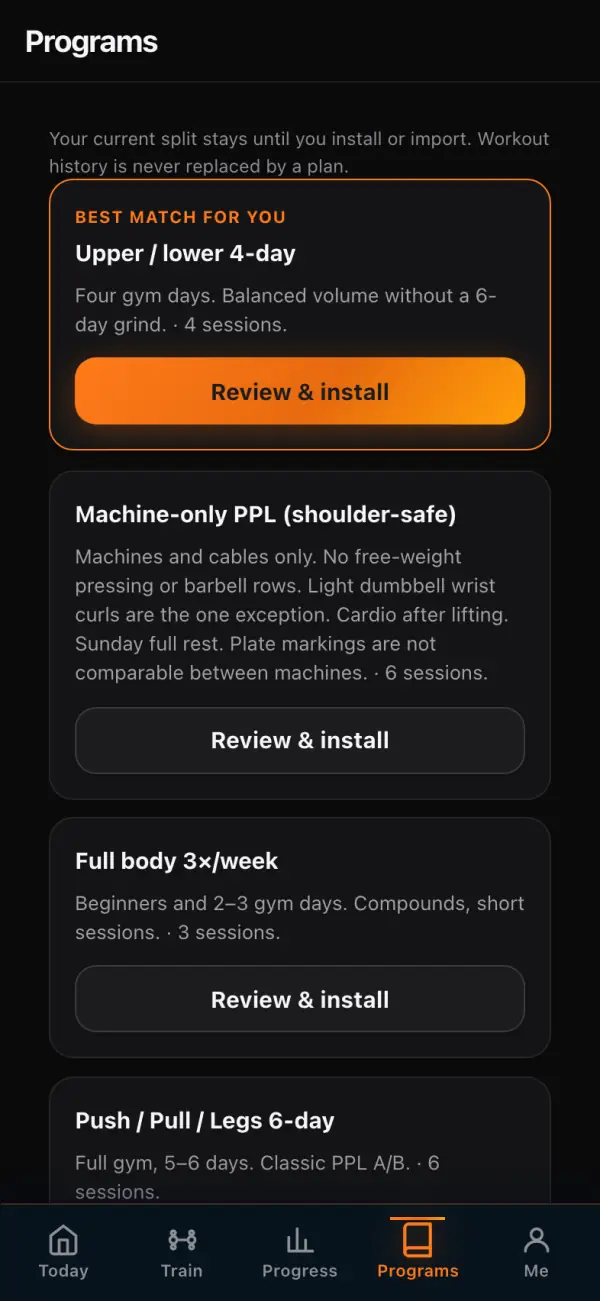 Programs
Your current split stays until you install or import. Workout
history is never replaced by a plan.
BEST MATCH FOR YOU
Upper / lower 4-day
Four gym days. Balanced volume without a 6-
day grind. · 4 sessions.
Review & install
Machine-only PPL (shoulder-safe)
Machines and cables only. No free-weight
pressing or barbell rows. Light dumbbell wrist
curls are the one exception. Cardio after lifting.
Sunday full rest. Plate markings are not
comparable between machines. · 6 sessions.
Review & install
Full body 3×/week
Beginners and 2–3 gym days. Compounds, short
sessions. · 3 sessions.
Review & install
Push / Pull / Legs 6-day
Full gym, 5–6 days. Classic PPL A/B. · 6
sessions.
Today
Train
Progress
Programs
Me